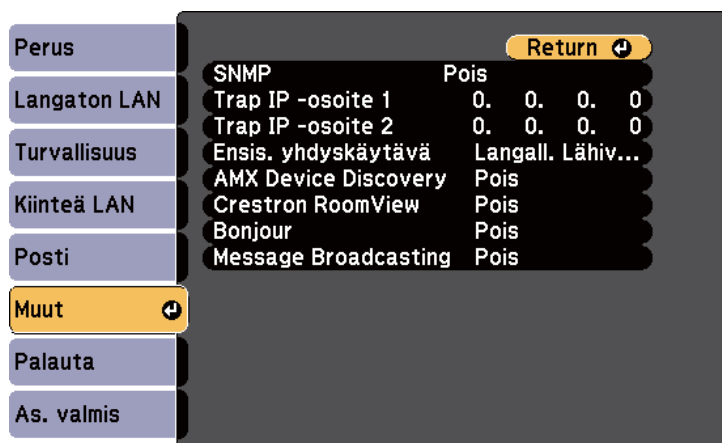 Perus
Langaton LAN
Turvallisuus
Kiinteä LAN
Posti
Muut
Palauta
As. valmis
Return
SNMP Pois
Trap IP -osoite 1 0. 0. 0. 0
Trap IP -osoite 2 0. 0. 0. 0
Ensis. yhdyskäytävä Langall. Lähiv...
AMX Device Discovery Pois
Crestron RoomView Pois
Bonjour Pois
Message Broadcasting Pois